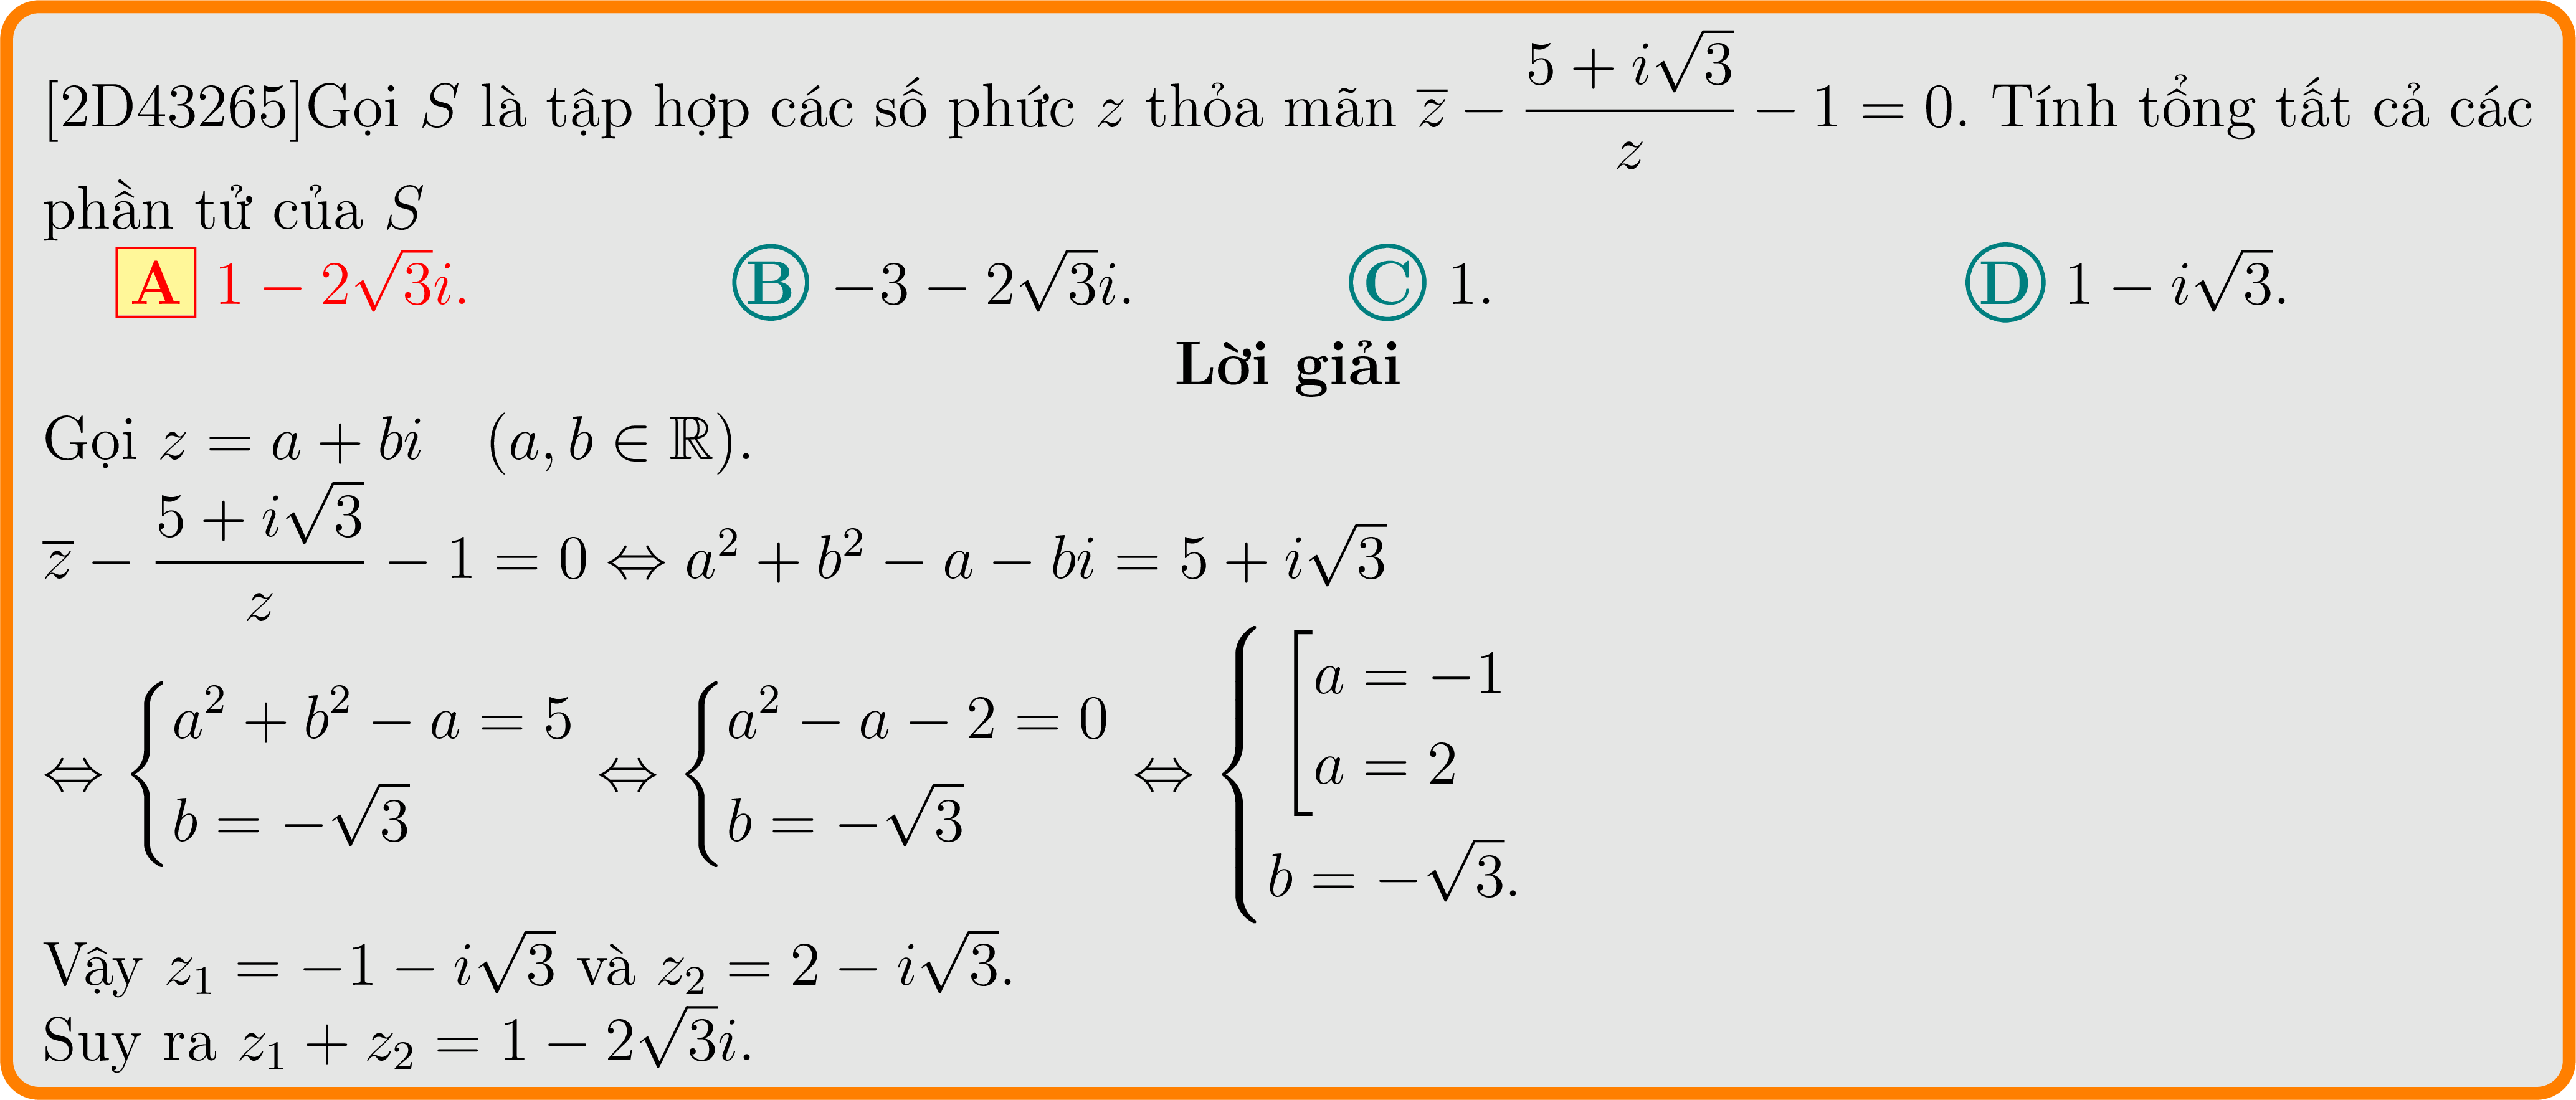 [2D43265]Gọi $S$ là tập hợp các số phức $z$ thỏa mãn $\overline{z} - \dfrac{5 + i\sqrt{3}}{z} - 1 = 0$. Tính tổng tất cả các
phần tử của $S$
A $1 - 2\sqrt{3}i$. B $-3 - 2\sqrt{3}i$. C $1$. D $1 - i\sqrt{3}$.
Lời giải
Gọi $z = a + bi \quad (a, b \in \mathbb{R})$.
$\overline{z} - \dfrac{5 + i\sqrt{3}}{z} - 1 = 0 \Leftrightarrow a^2 + b^2 - a - bi = 5 + i\sqrt{3}$
$\Leftrightarrow \begin{cases} a^2 + b^2 - a = 5 \\ b = -\sqrt{3} \end{cases} \Leftrightarrow \begin{cases} a^2 - a - 2 = 0 \\ b = -\sqrt{3} \end{cases} \Leftrightarrow \begin{cases} \left[\begin{array}{l} a = -1 \\ a = 2 \end{array}\right. \\ b = -\sqrt{3}. \end{cases}$
Vậy $z_1 = -1 - i\sqrt{3}$ và $z_2 = 2 - i\sqrt{3}$.
Suy ra $z_1 + z_2 = 1 - 2\sqrt{3}i$.